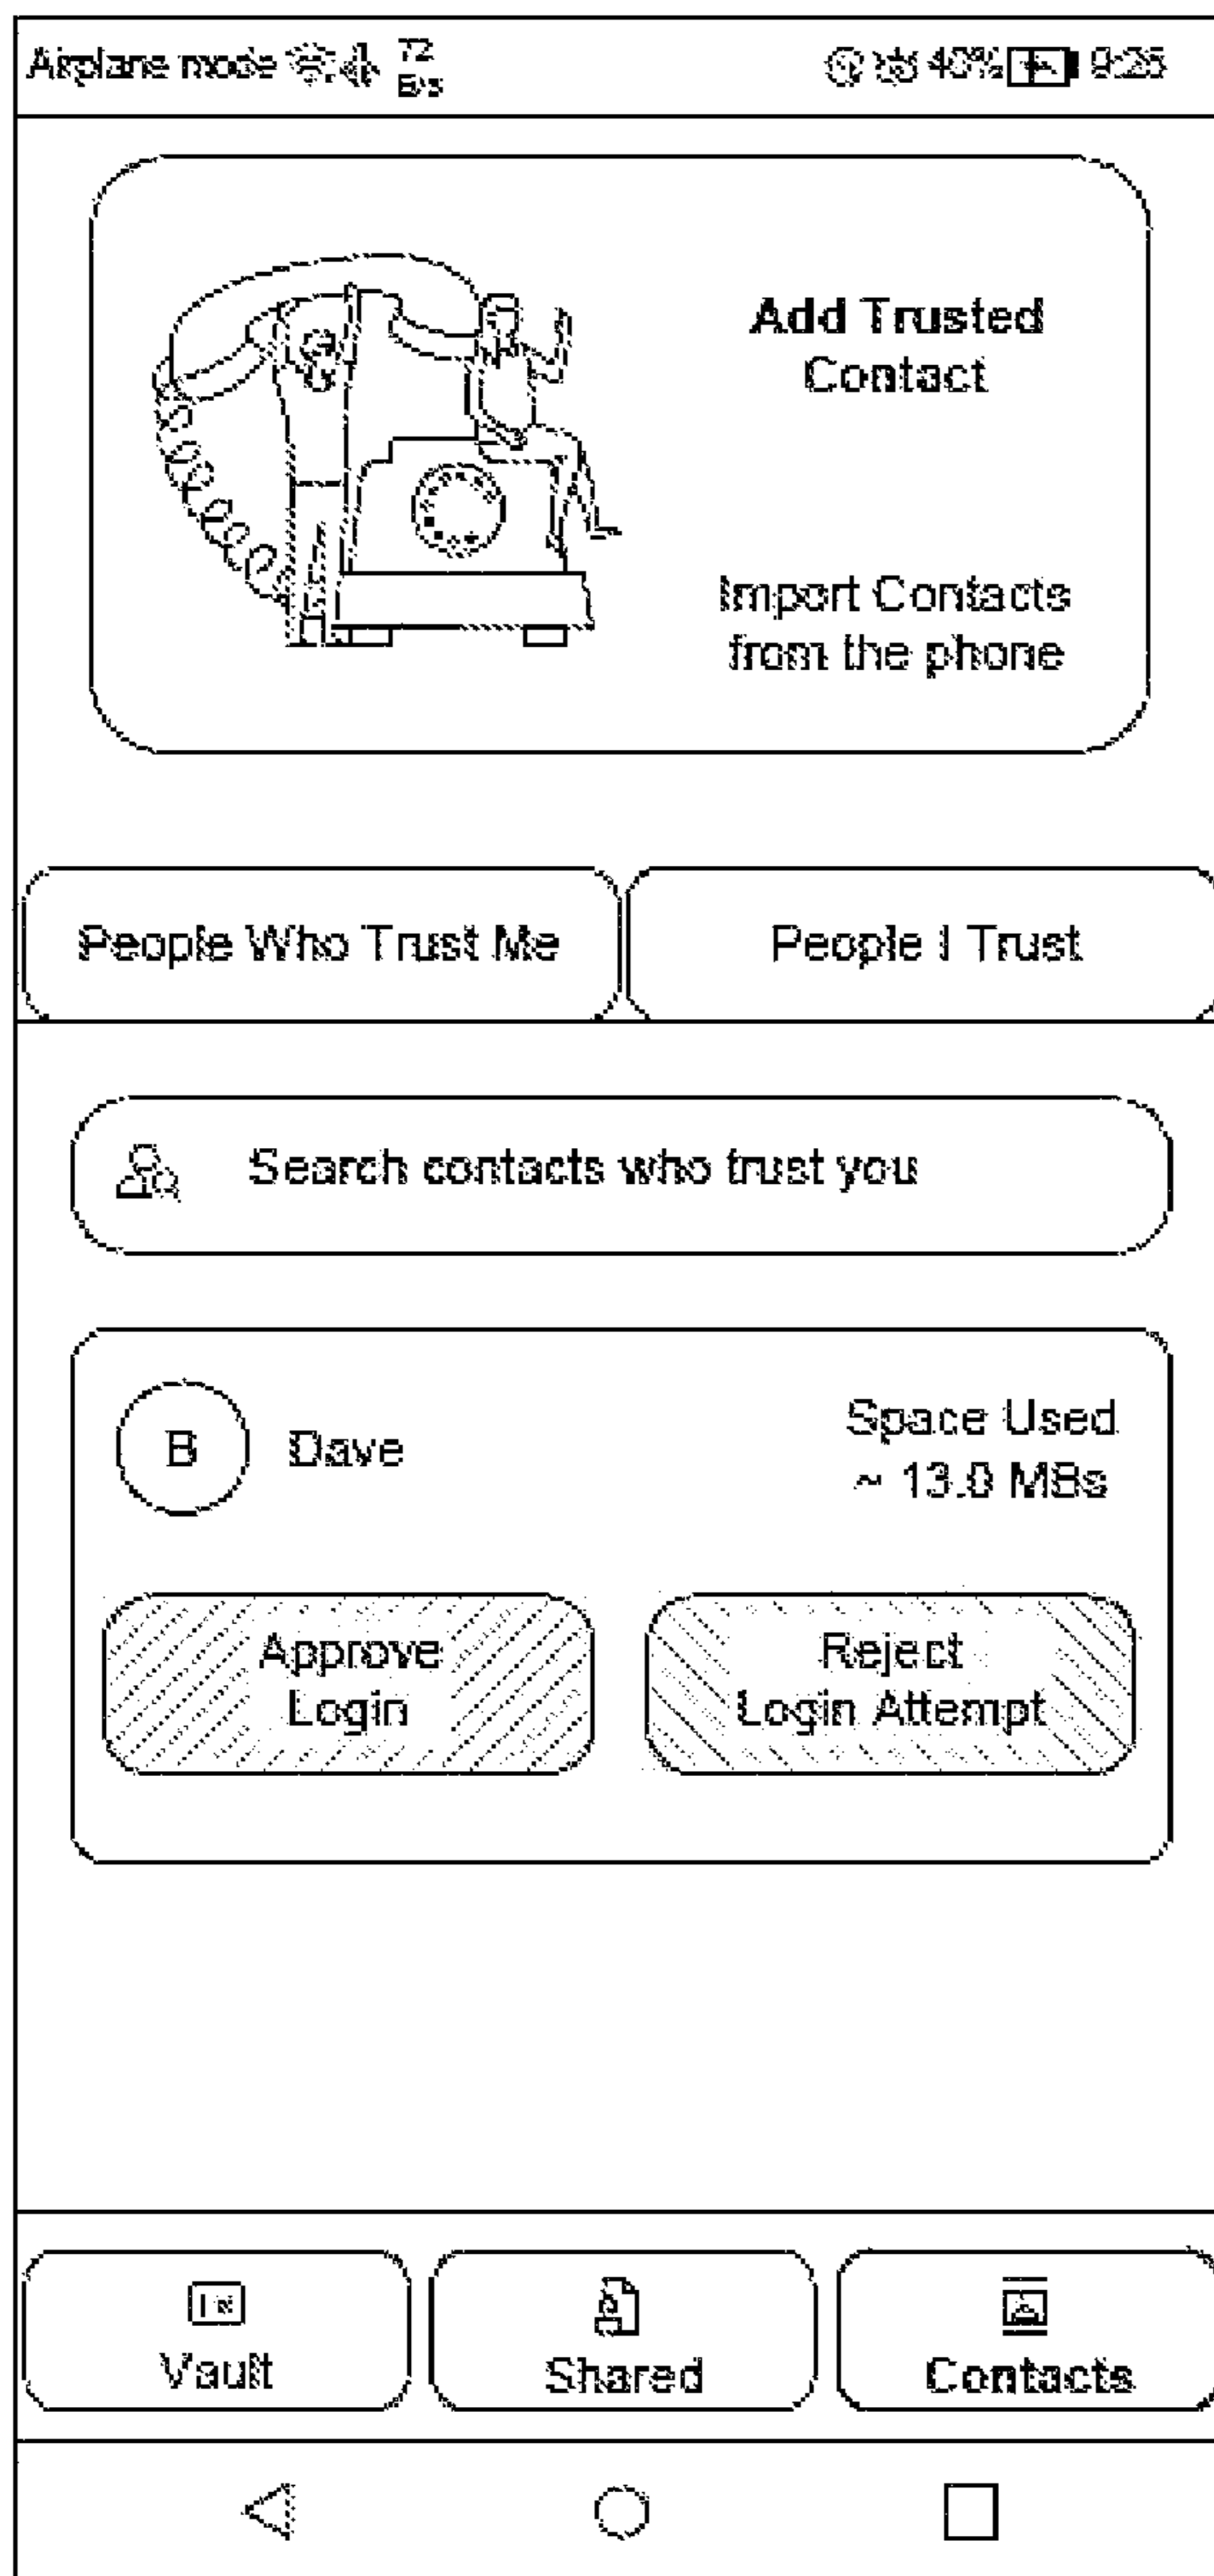 Airplane mode 72
B/s
40% 9:25
Add Trusted
Contact
Import Contacts
from the phone
People Who Trust Me
People I Trust
Search contacts who trust you
B Dave
Space Used
~ 13.0 MBs
Approve
Login
Reject
Login Attempt
Vault
Shared
Contacts